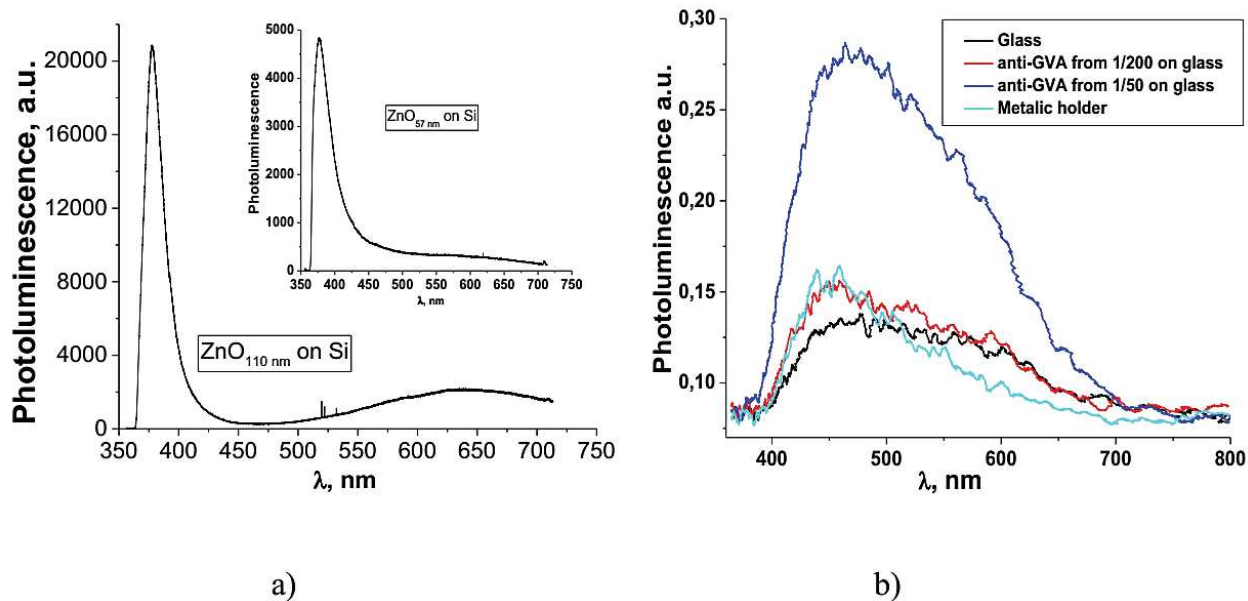 Photoluminescence, a.u.
20000
16000
12000
8000
4000
0
350 400 450 500 550 600 650 700 750
λ, nm
ZnO110 nm on Si
Photoluminescence
5000
4000
3000
2000
1000
0
350 400 450 500 550 600 650 700 750
λ, nm
ZnO57 nm on Si
a)
Photoluminescence a.u.
0,30
0,25
0,20
0,15
0,10
400 500 600 700 800
λ, nm
Glass
anti-GVA from 1/200 on glass
anti-GVA from 1/50 on glass
Metalic holder
b)